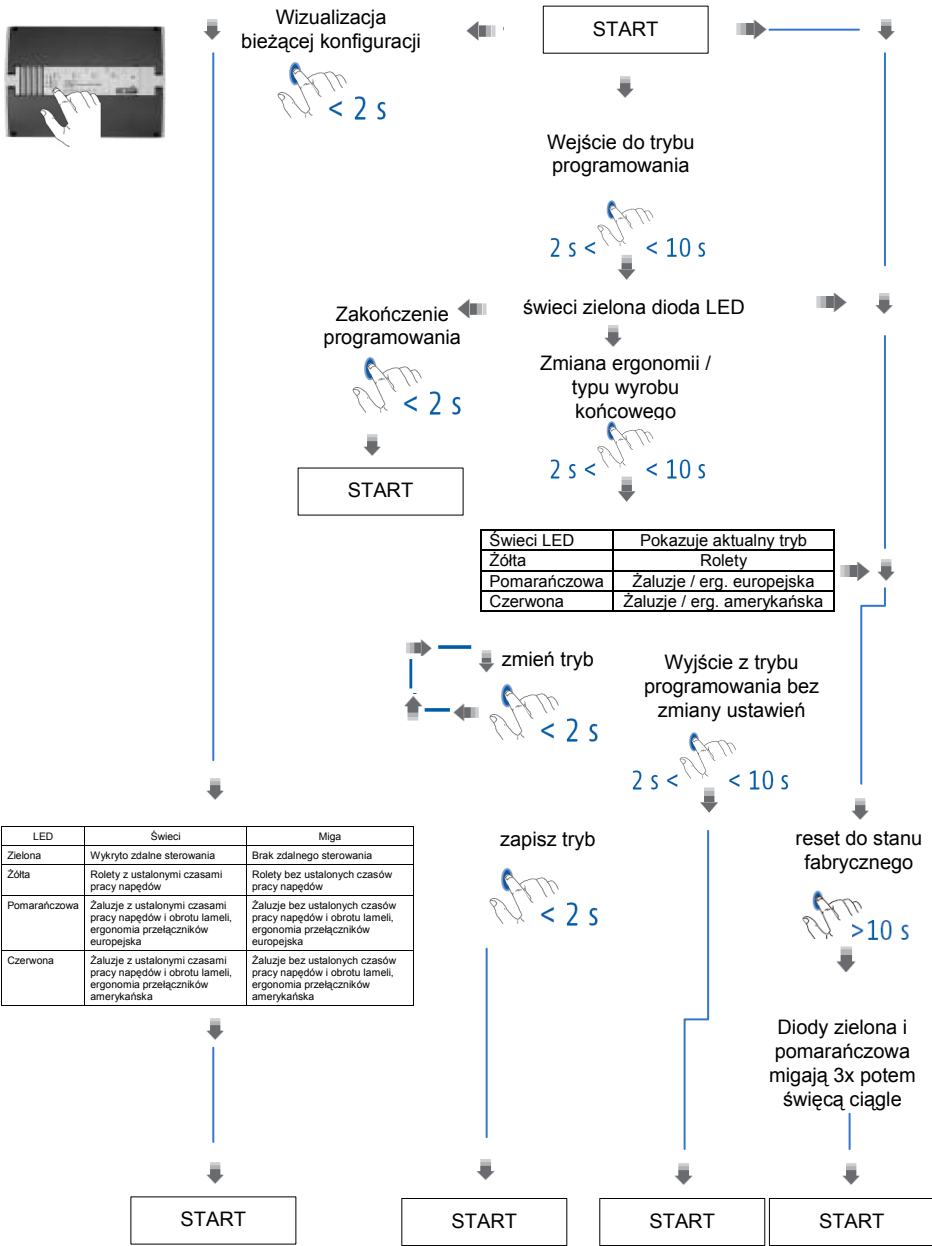 Wizualizacja
bieżącej konfiguracji
< 2 s
START
Wejście do trybu
programowania
2 s < < 10 s
świeci zielona dioda LED
Zakończenie
programowania
< 2 s
START
Zmiana ergonomii /
typu wyrobu
końcowego
2 s < < 10 s
Świeci LED Pokazuje aktualny tryb
Żółta Rolety
Pomarańczowa Żaluzje / erg. europejska
Czerwona Żaluzje / erg. amerykańska
zmień tryb
< 2 s
Wyjście z trybu
programowania bez
zmiany ustawień
2 s < < 10 s
LED Świeci Miga
Zielona Wykryto zdalne sterowania Brak zdalnego sterowania
Żółta Rolety z ustalonymi czasami Rolety bez ustalonych czasów
pracy napędów pracy napędów
Pomarańczowa Żaluzje z ustalonymi czasami Żaluzje bez ustalonych czasów
pracy napędów i obrotu lameli, pracy napędów i obrotu lameli,
ergonomia przełączników ergonomia przełączników
europejska europejska
Czerwona Żaluzje z ustalonymi czasami Żaluzje bez ustalonych czasów
pracy napędów i obrotu lameli, pracy napędów i obrotu lameli,
ergonomia przełączników ergonomia przełączników
amerykańska amerykańska
zapisz tryb
< 2 s
reset do stanu
fabrycznego
>10 s
Diody zielona i
pomarańczowa
migają 3x potem
święcą ciągle
START
START
START
START